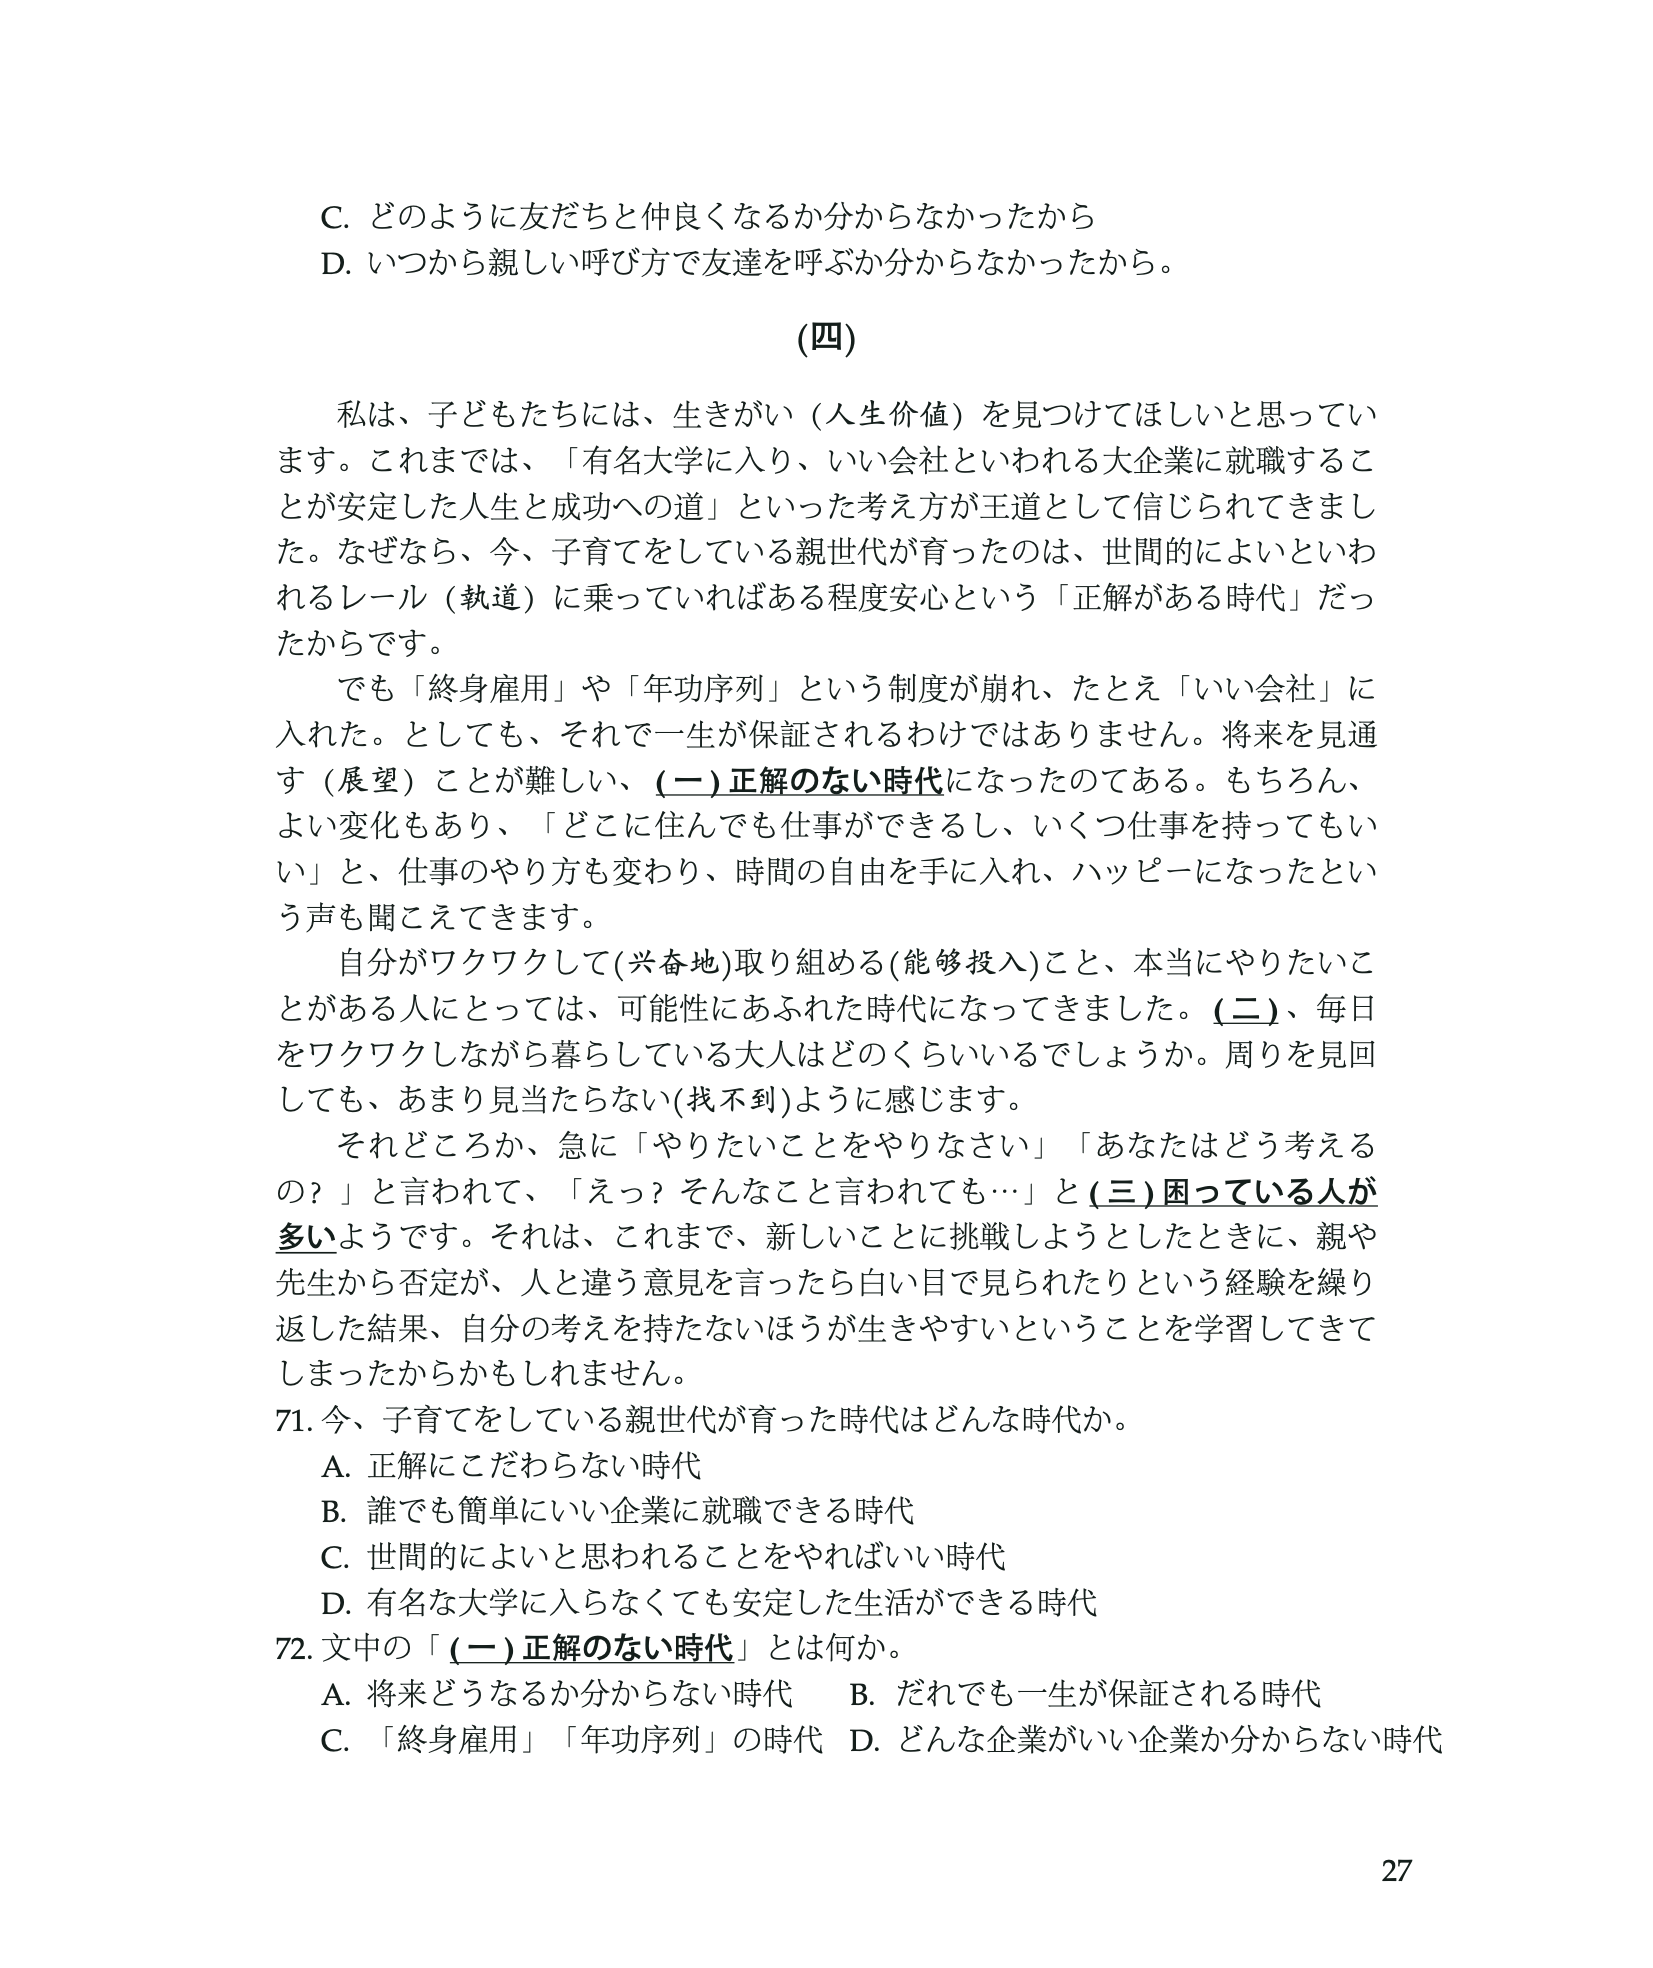 C. どのように友だちと仲良くなるか分からなかったから
D. いつから親しい呼び方で友達を呼ぶか分からなかったから。
(四)
私は、子どもたちには、生きがい（人生价值）を見つけてほしいと思ってい
ます。これまでは、「有名大学に入り、いい会社といわれる大企業に就職するこ
とが安定した人生と成功への道」といった考え方が王道として信じられてきまし
た。なぜなら、今、子育てをしている親世代が育ったのは、世間的によいといわ
れるレール（執道）に乗っていればある程度安心という「正解がある時代」だっ
たからです。
でも「終身雇用」や「年功序列」という制度が崩れ、たとえ「いい会社」に
入れた。としても、それで一生が保証されるわけではありません。将来を見通
す（展望）ことが難しい、(一)正解のない時代になったのてある。もちろん、
よい変化もあり、「どこに住んでも仕事ができるし、いくつ仕事を持ってもい
い」と、仕事のやり方も変わり、時間の自由を手に入れ、ハッピーになったとい
う声も聞こえてきます。
自分がワクワクして(兴奋地)取り組める(能够投入)こと、本当にやりたいこ
とがある人にとっては、可能性にあふれた時代になってきました。(二)、毎日
をワクワクしながら暮らしている大人はどのくらいいるでしょうか。周りを見回
しても、あまり見当たらない(找不到)ように感じます。
それどころか、急に「やりたいことをやりなさい」「あなたはどう考える
の？」と言われて、「えっ？そんなこと言われても…」と(三)困っている人が
多いようです。それは、これまで、新しいことに挑戦しようとしたときに、親や
先生から否定が、人と違う意見を言ったら白い目で見られたりという経験を繰り
返した結果、自分の考えを持たないほうが生きやすいということを学習してきて
しまったからかもしれません。
71. 今、子育てをしている親世代が育った時代はどんな時代か。
A. 正解にこだわらない時代
B. 誰でも簡単にいい企業に就職できる時代
C. 世間的によいと思われることをやればいい時代
D. 有名な大学に入らなくても安定した生活ができる時代
72. 文中の「(一)正解のない時代」とは何か。
A. 将来どうなるか分からない時代 B. だれでも一生が保証される時代
C. 「終身雇用」「年功序列」の時代 D. どんな企業がいい企業か分からない時代
27